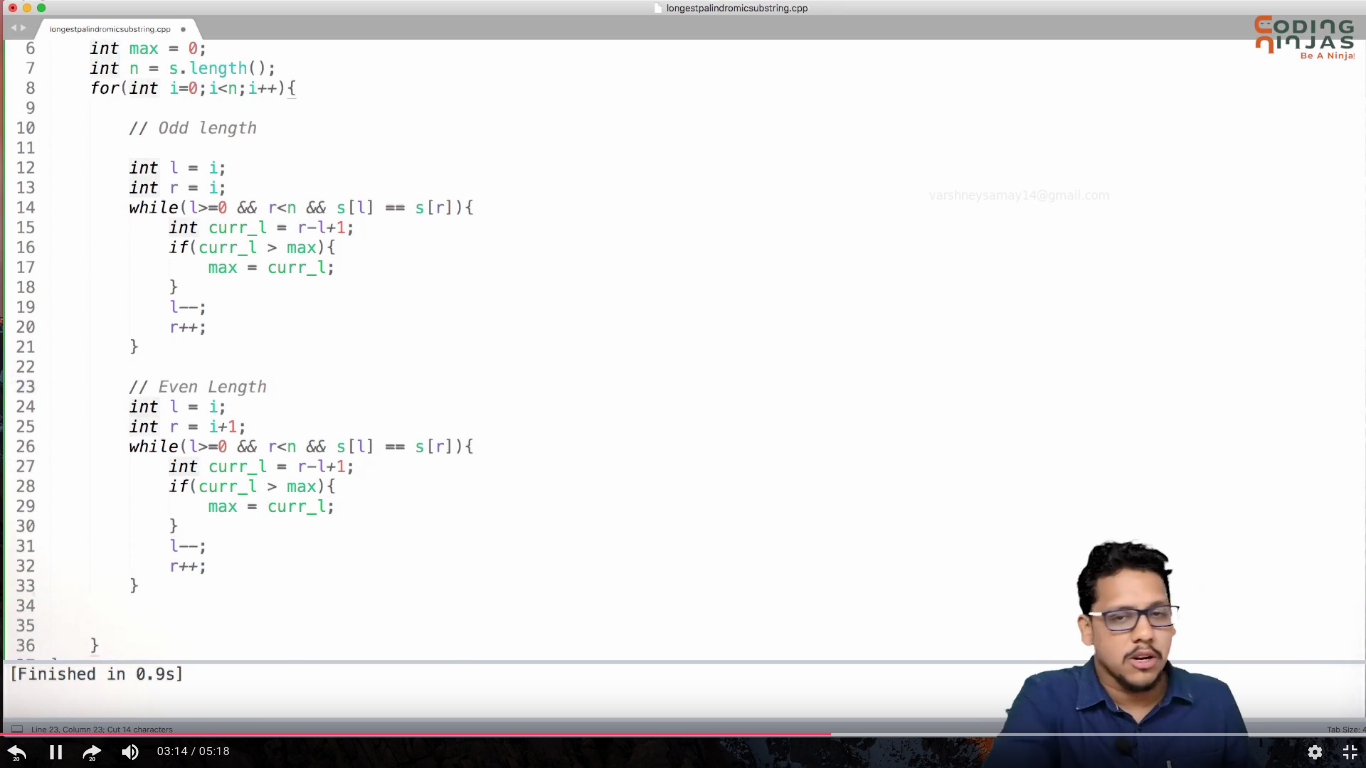 longestpalindromicsubstring.cpp
longestpalindromicsubstring.cpp
CODING
NINJAS
Be A Ninja!
6 int max = 0;
7 int n = s.length();
8 for(int i=0;i<n;i++){
9
10 // Odd length
11
12 int l = i;
13 int r = i;
14 while(l>=0 && r<n && s[l] == s[r]){
15 int curr_l = r-l+1;
16 if(curr_l > max){
17 max = curr_l;
18 }
19 l--;
20 r++;
21 }
22
23 // Even Length
24 int l = i;
25 int r = i+1;
26 while(l>=0 && r<n && s[l] == s[r]){
27 int curr_l = r-l+1;
28 if(curr_l > max){
29 max = curr_l;
30 }
31 l--;
32 r++;
33 }
34
35
36 }
varshneysamay14@gmail.com
[Finished in 0.9s]
Line 23, Column 23; Cut 14 characters
Tab Size: 4
20
20
03:14 / 05:18